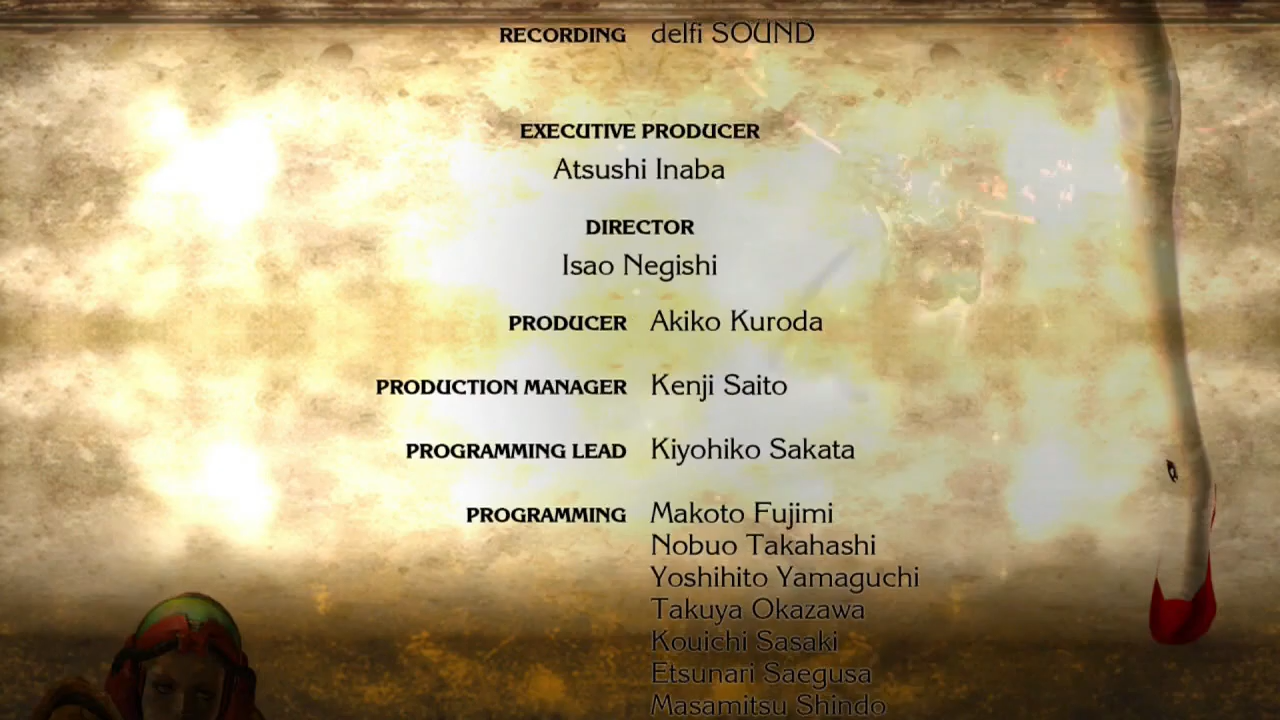 RECORDING delfi SOUND
EXECUTIVE PRODUCER
Atsushi Inaba
DIRECTOR
Isao Negishi
PRODUCER Akiko Kuroda
PRODUCTION MANAGER Kenji Saito
PROGRAMMING LEAD Kiyohiko Sakata
PROGRAMMING Makoto Fujimi
Nobuo Takahashi
Yoshihito Yamaguchi
Takuya Okazawa
Kouichi Sasaki
Etsunari Saegusa
Masamitsu Shindo